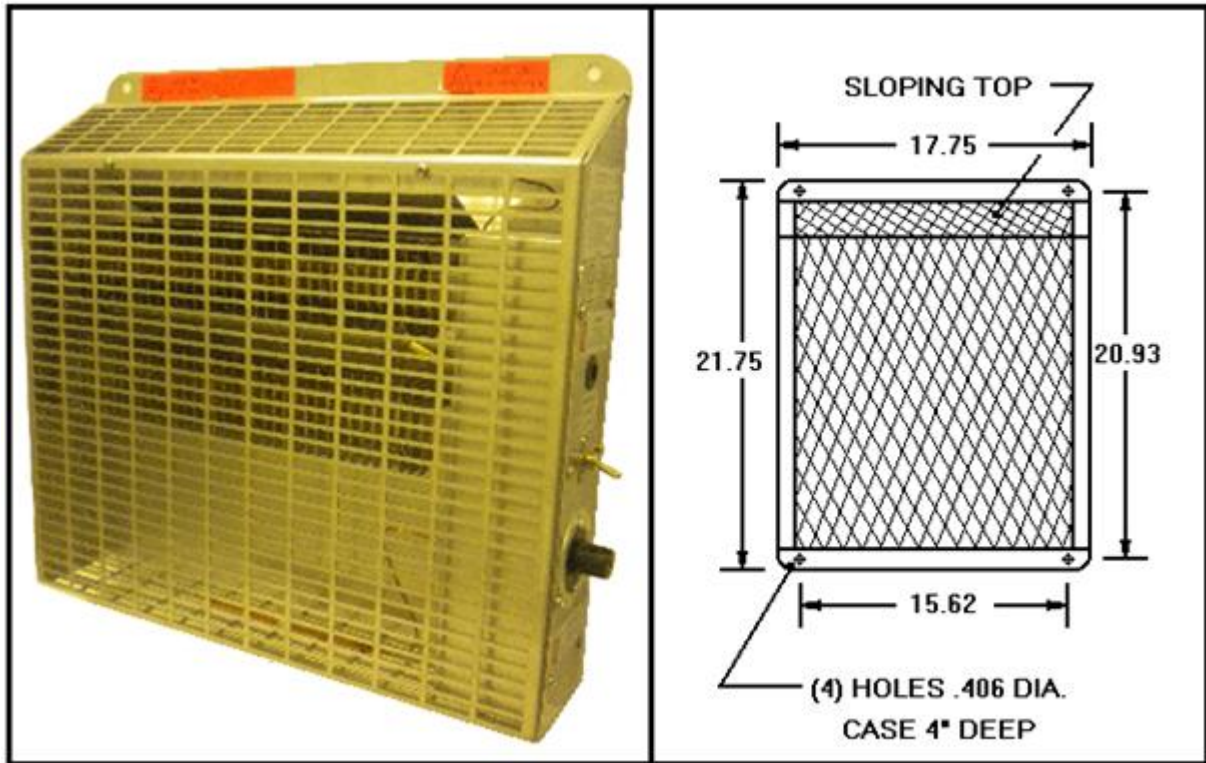 SLOPING TOP
17.75
21.75
20.93
15.62
(4) HOLES .406 DIA.
CASE 4" DEEP